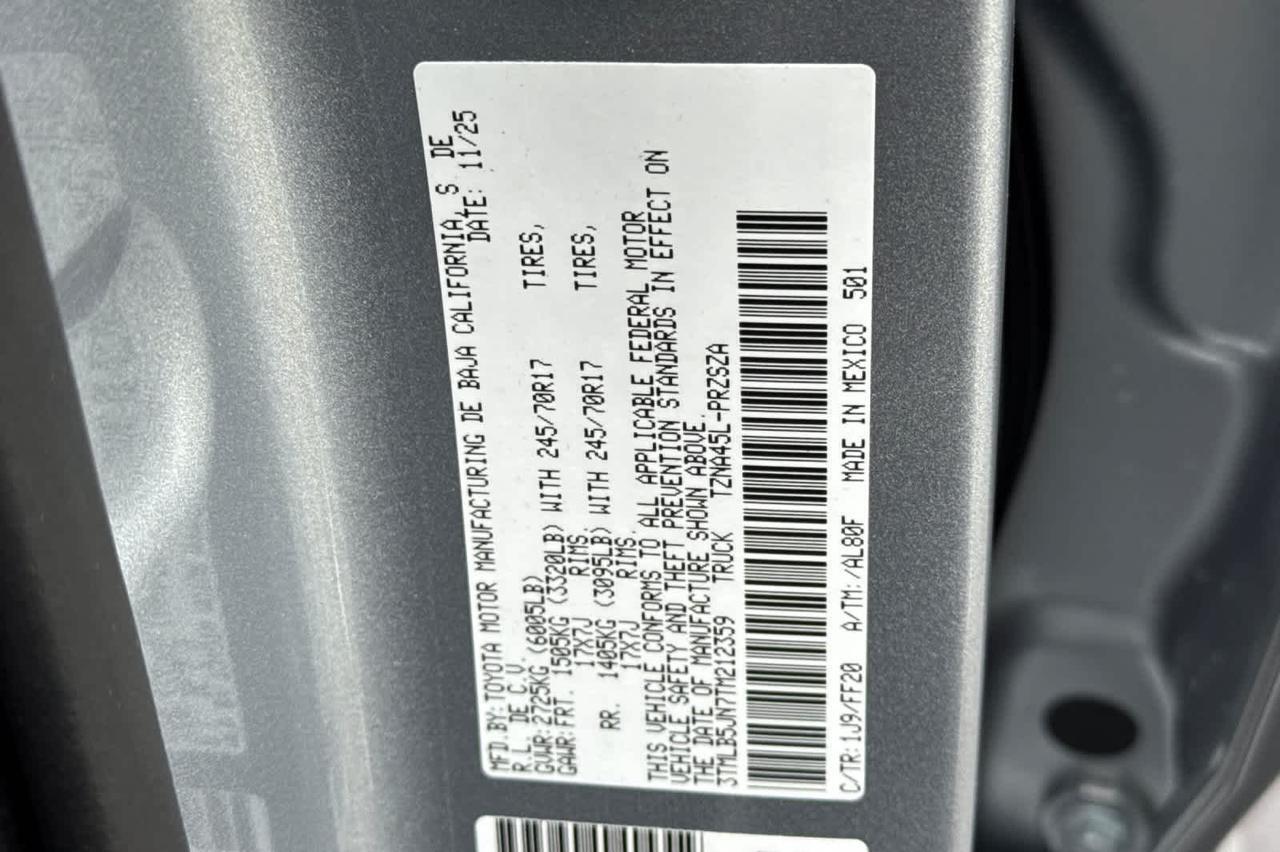 MFD.BY:TOYOTA MOTOR MANUFACTURING DE BAJA CALIFORNIA, S DE
R.L. DE C.V. DATE: 11/25
GVWR:2725KG (6005LB)
GAWR:FRT. 1505KG (3320LB) WITH 245/70R17 TIRES,
17X7J RIMS.
RR. 1405KG (3095LB) WITH 245/70R17 TIRES,
17X7J RIMS.
THIS VEHICLE CONFORMS TO ALL APPLICABLE FEDERAL MOTOR
VEHICLE SAFETY AND THEFT PREVENTION STANDARDS IN EFFECT ON
THE DATE OF MANUFACTURE SHOWN ABOVE.
3TMLB5JN7TM212359 TRUCK TZNA45L-PRZSZA
C/TR:1J9/FF20 A/TM:/AL80F MADE IN MEXICO 501